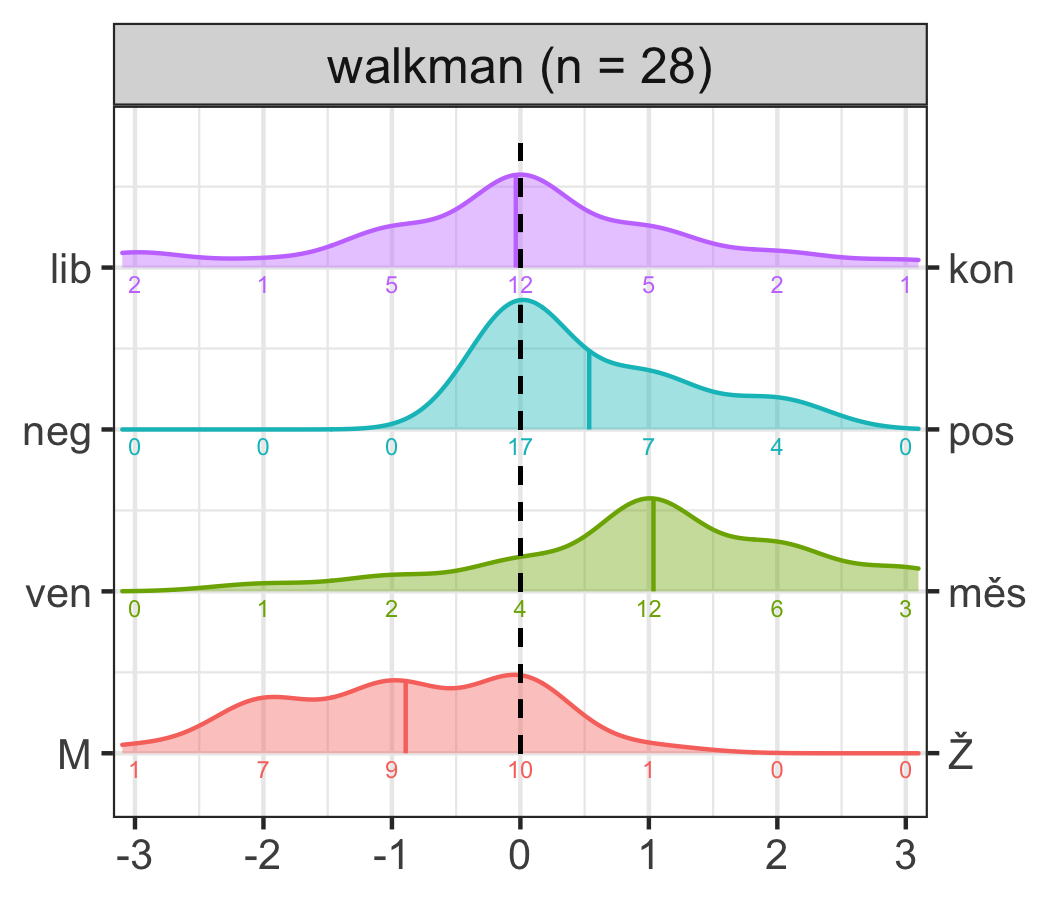 walkman (n = 28)
lib kon
2 1 5 12 5 2 1
neg pos
0 0 0 17 7 4 0
ven měs
0 1 2 4 12 6 3
M Ž
1 7 9 10 1 0 0
-3 -2 -1 0 1 2 3